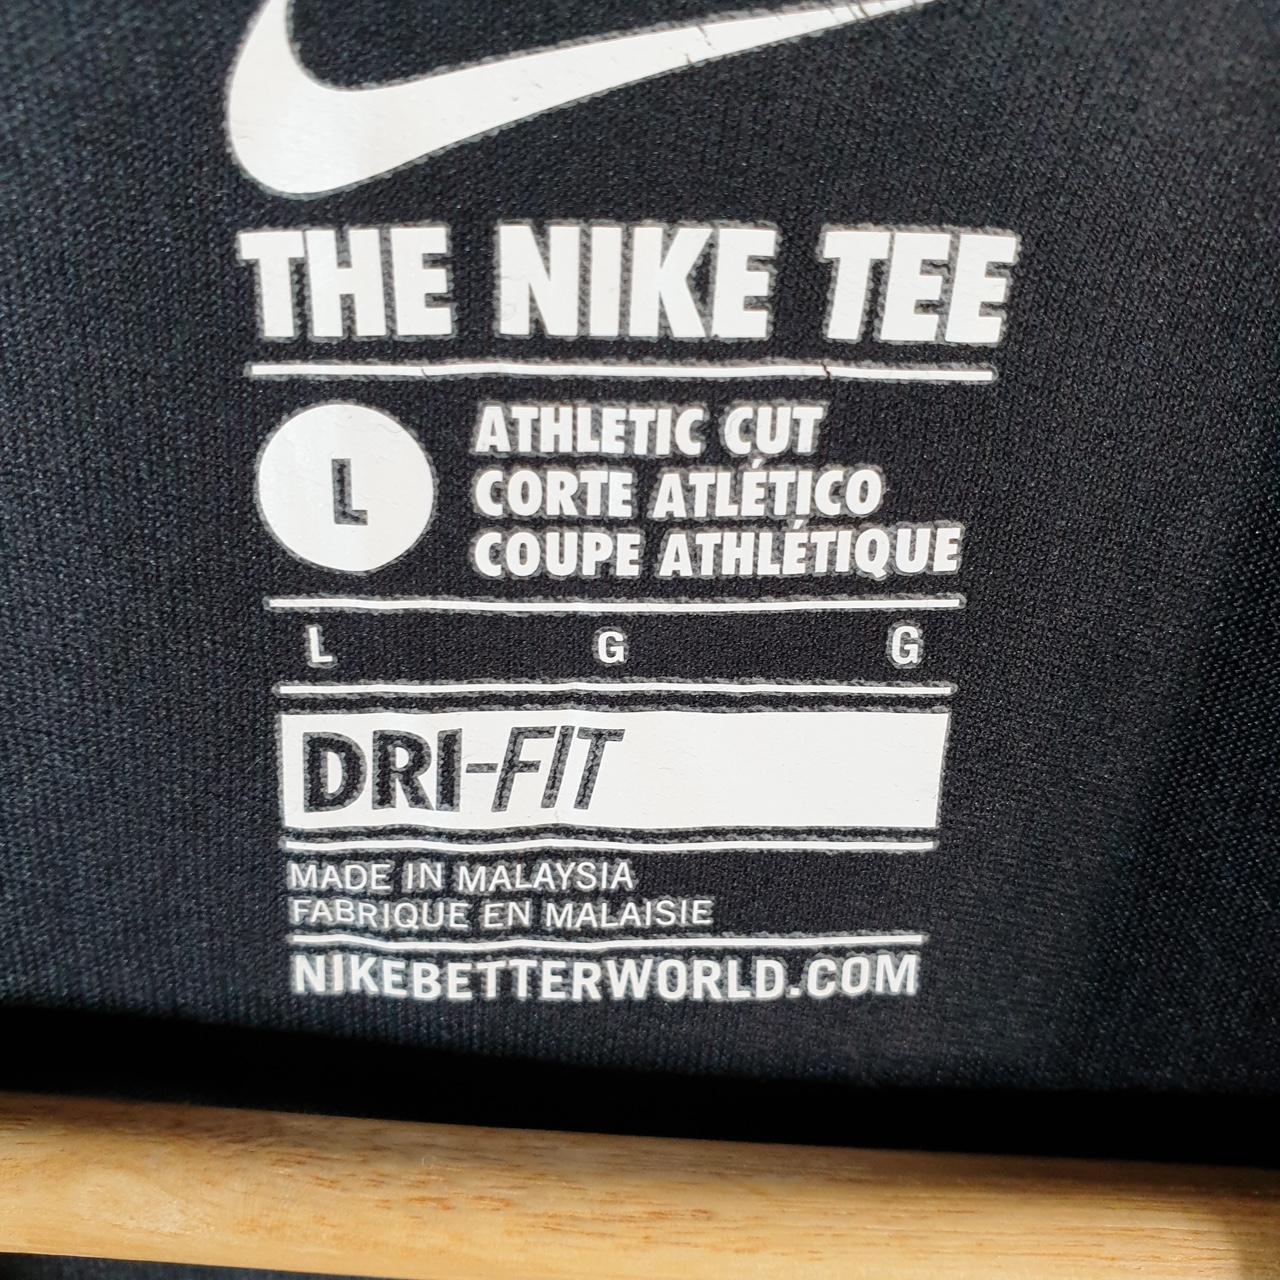 THE NIKE TEE
L
ATHLETIC CUT
CORTE ATLÉTICO
COUPE ATHLÉTIQUE
L G G
DRI-FIT
MADE IN MALAYSIA
FABRIQUE EN MALAISIE
NIKEBETTERWORLD.COM